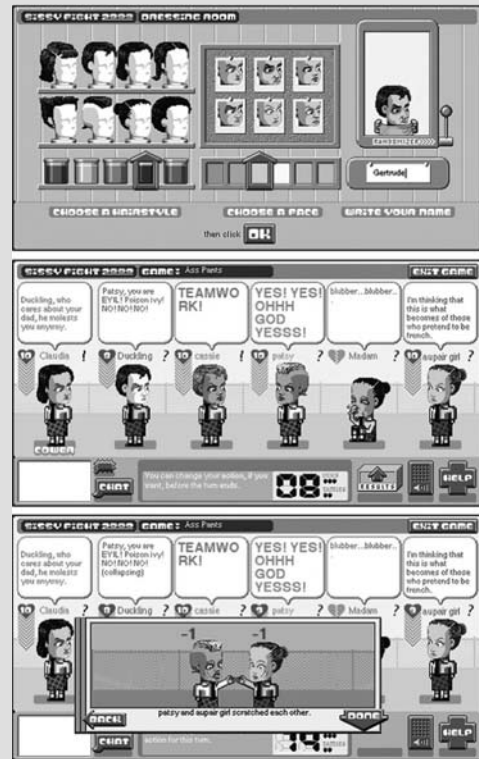 SISSY FIGHT 2000 DRESSING ROOM
RANDOMIZER
Gertrude
CHOOSE A HAIRSTYLE
CHOOSE A FACE
WRITE YOUR NAME
then click OK
SISSY FIGHT 2000 GAME: Ass Pants
EXIT GAME
Duckling, who
cares about your
dad, he molests
you anyway.
Patsy, you are
EVIL! Poison ivy!
NO! NO! NO!
TEAMWO
RK!
YES! YES!
OHHH
GOD
YESSS!
blubber...blubber..
.
I'm thinking that
this is what
becomes of those
who pretend to be
french.
10 Claudia !
Duckling ?
10 cassie !
10 patsy ?
Madam ?
10 aupair girl ?
COWER
CHAT
You can change your action, if you
want, before the turn ends.
08
RESULTS
HELP
SISSY FIGHT 2000 GAME: Ass Pants
EXIT GAME
Duckling, who
cares about your
dad, he molests
you anyway.
Patsy, you are
EVIL! Poison ivy!
NO! NO! NO!
(collapsing)
TEAMWO
RK!
YES! YES!
OHHH
GOD
YESSS!
blubber...blubber..
.
I'm thinking that
this is what
becomes of those
who pretend to be
french.
10 Claudia ?
Duckling ?
10 cassie ?
9 patsy ?
Madam ?
9 aupair girl ?
-1 -1
patsy and aupair girl scratched each other.
BACK
DONE
CHAT
action for this turn.
HELP